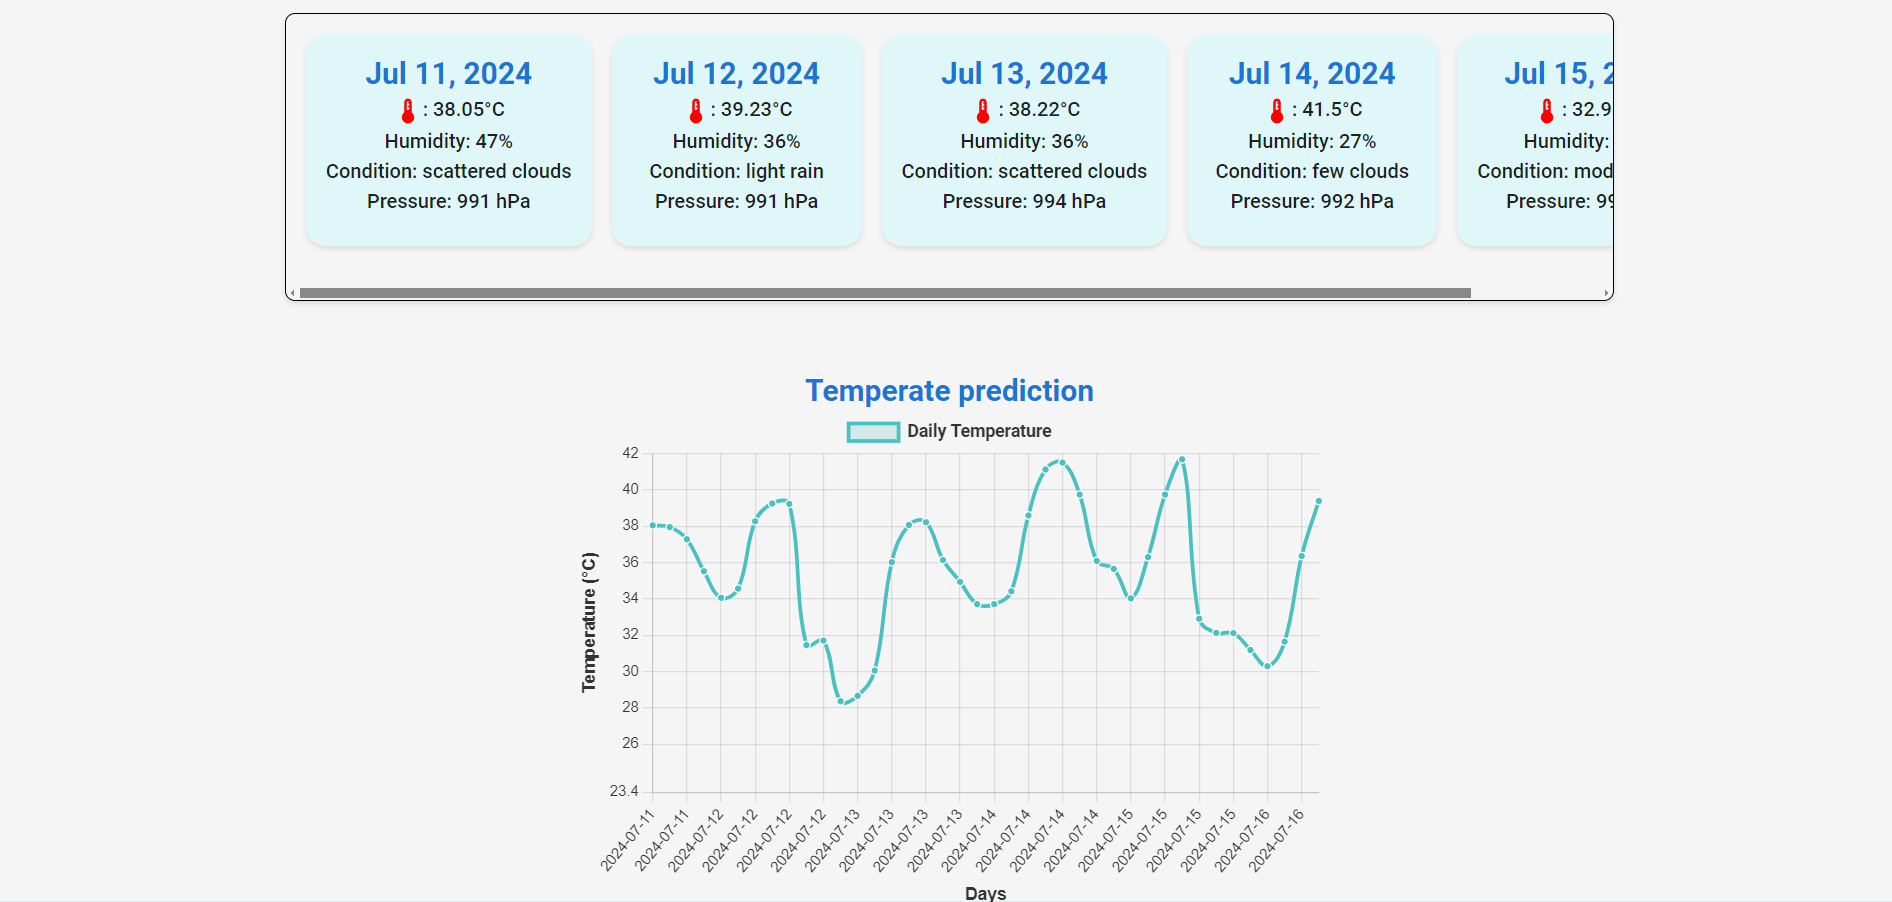 Jul 11, 2024
: 38.05°C
Humidity: 47%
Condition: scattered clouds
Pressure: 991 hPa
Jul 12, 2024
: 39.23°C
Humidity: 36%
Condition: light rain
Pressure: 991 hPa
Jul 13, 2024
: 38.22°C
Humidity: 36%
Condition: scattered clouds
Pressure: 994 hPa
Jul 14, 2024
: 41.5°C
Humidity: 27%
Condition: few clouds
Pressure: 992 hPa
Jul 15, 2
: 32.9
Humidity:
Condition: mod
Pressure: 99
Temperate prediction
Daily Temperature
Temperature (°C)
42
40
38
36
34
32
30
28
26
23.4
2024-07-11
2024-07-11
2024-07-12
2024-07-12
2024-07-12
2024-07-12
2024-07-13
2024-07-13
2024-07-13
2024-07-13
2024-07-14
2024-07-14
2024-07-14
2024-07-14
2024-07-15
2024-07-15
2024-07-15
2024-07-15
2024-07-16
2024-07-16
Days